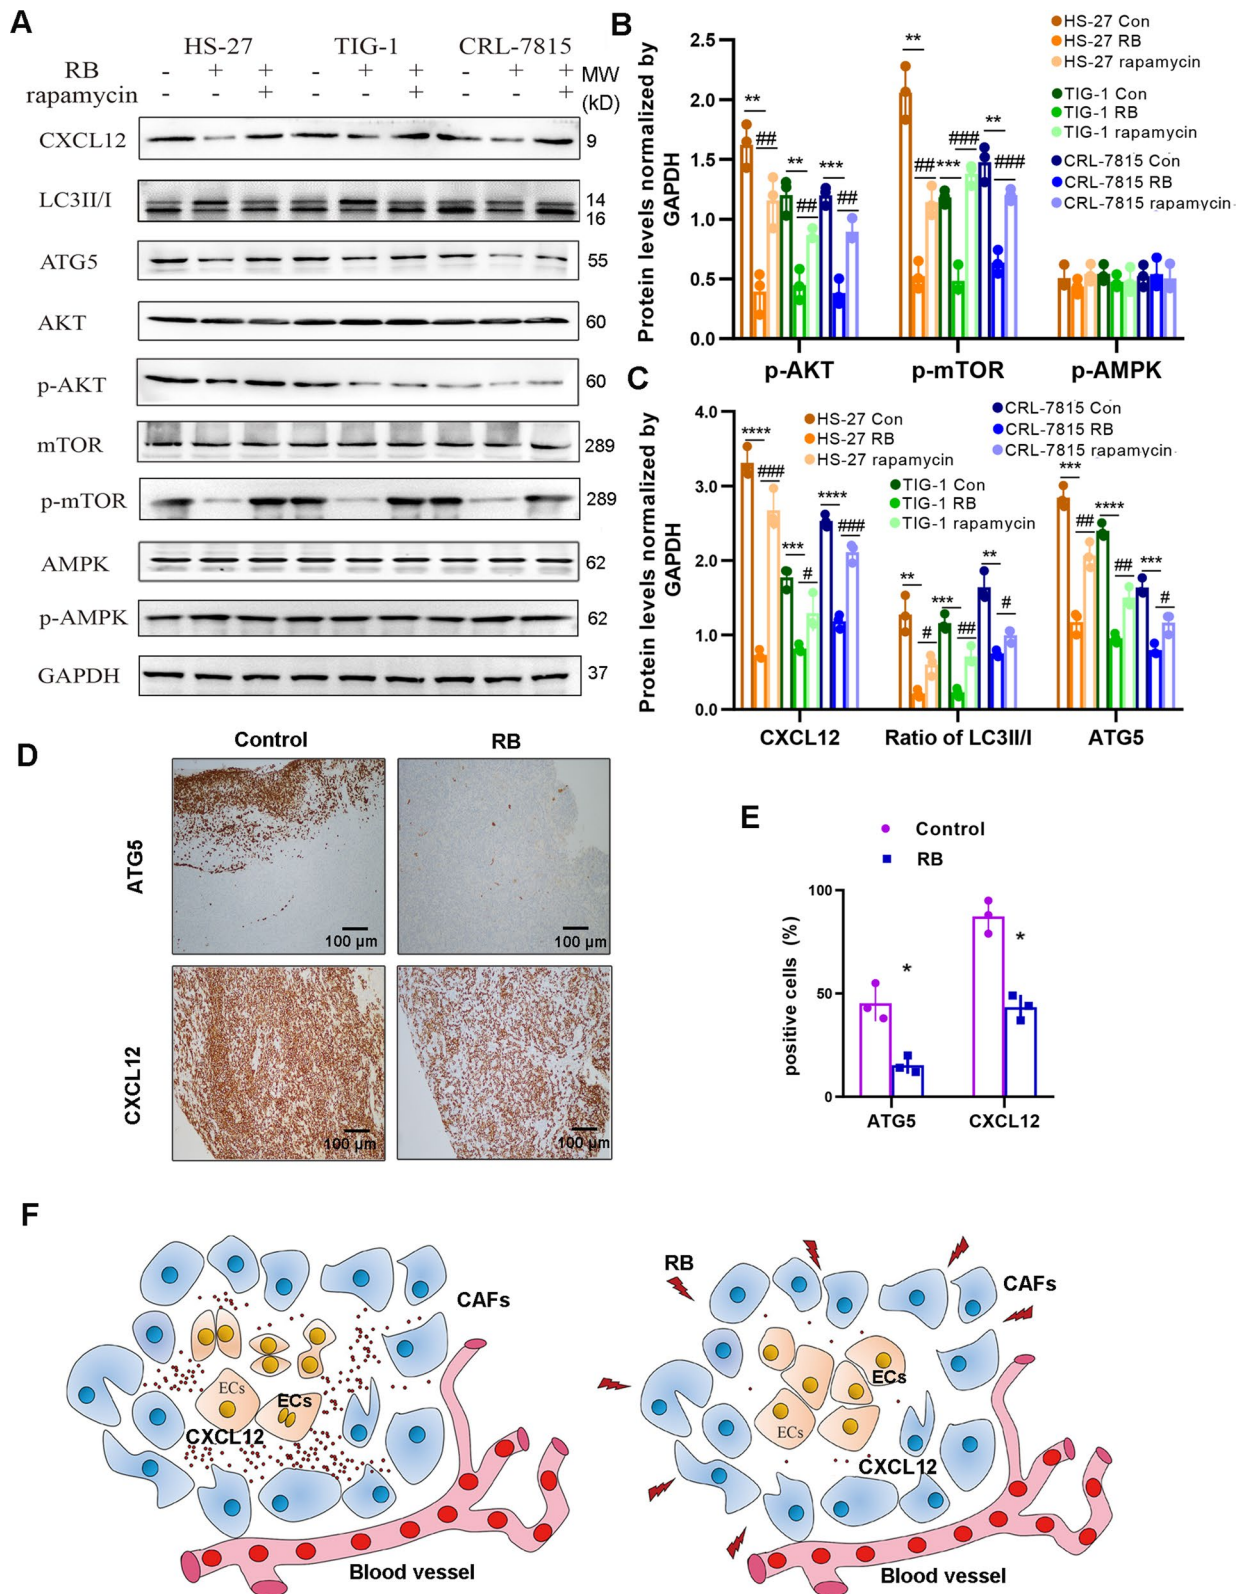 A
HS-27 TIG-1 CRL-7815
RB - + + - + + - + + MW
rapamycin - - + - - + - - + (kD)
CXCL12 9
LC3II/I 14
16
ATG5 55
AKT 60
p-AKT 60
mTOR 289
p-mTOR 289
AMPK 62
p-AMPK 62
GAPDH 37
B
Protein levels normalized by
GAPDH
2.5
2.0
1.5
1.0
0.5
0.0
** ## ** ## *** ##
** ## *** ### ** ###
p-AKT p-mTOR p-AMPK
HS-27 Con
HS-27 RB
HS-27 rapamycin
TIG-1 Con
TIG-1 RB
TIG-1 rapamycin
CRL-7815 Con
CRL-7815 RB
CRL-7815 rapamycin
C
Protein levels normalized by
GAPDH
4.0
3.0
2.0
1.0
0.0
HS-27 Con
HS-27 RB
HS-27 rapamycin
TIG-1 Con
TIG-1 RB
TIG-1 rapamycin
CRL-7815 Con
CRL-7815 RB
CRL-7815 rapamycin
**** ### *** # **** ###
** # *** ## ** #
*** ## **** ## *** #
CXCL12 Ratio of LC3II/I ATG5
D
Control RB
ATG5
100 µm 100 µm
CXCL12
100 µm 100 µm
E
Control
RB
positive cells (%)
100
50
0
* *
ATG5 CXCL12
F
CAFs
ECs
ECs
CXCL12
Blood vessel
RB
CAFs
ECs
ECs
CXCL12
Blood vessel